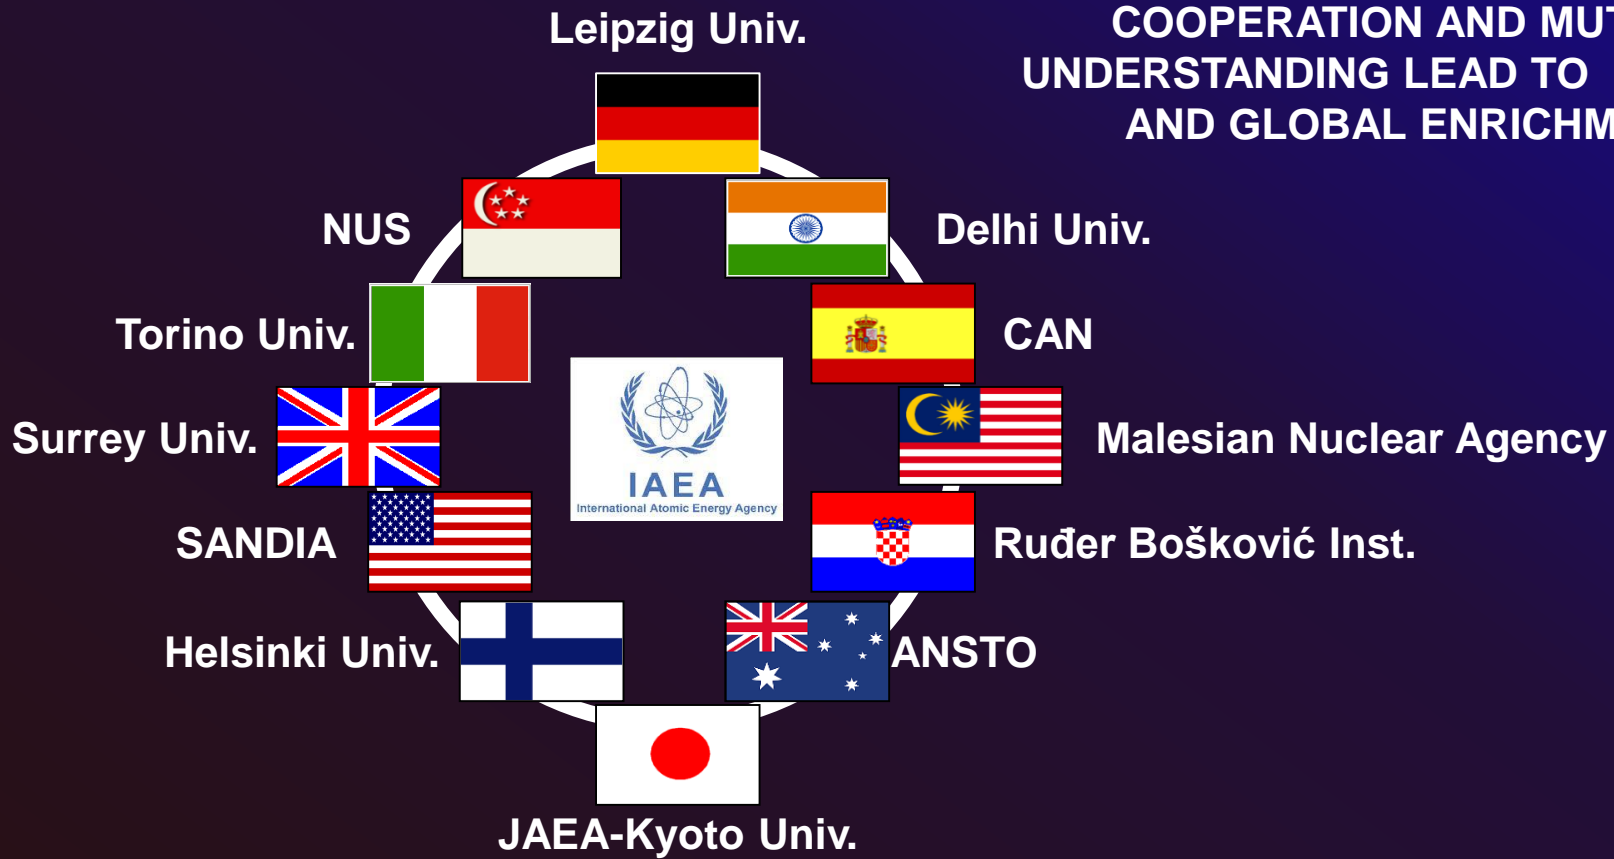 COOPERATION AND MUT
UNDERSTANDING LEAD TO
AND GLOBAL ENRICHM
Leipzig Univ.
NUS
Delhi Univ.
Torino Univ.
CAN
Surrey Univ.
Malesian Nuclear Agency
IAEA
International Atomic Energy Agency
SANDIA
Ruđer Bošković Inst.
Helsinki Univ.
ANSTO
JAEA-Kyoto Univ.